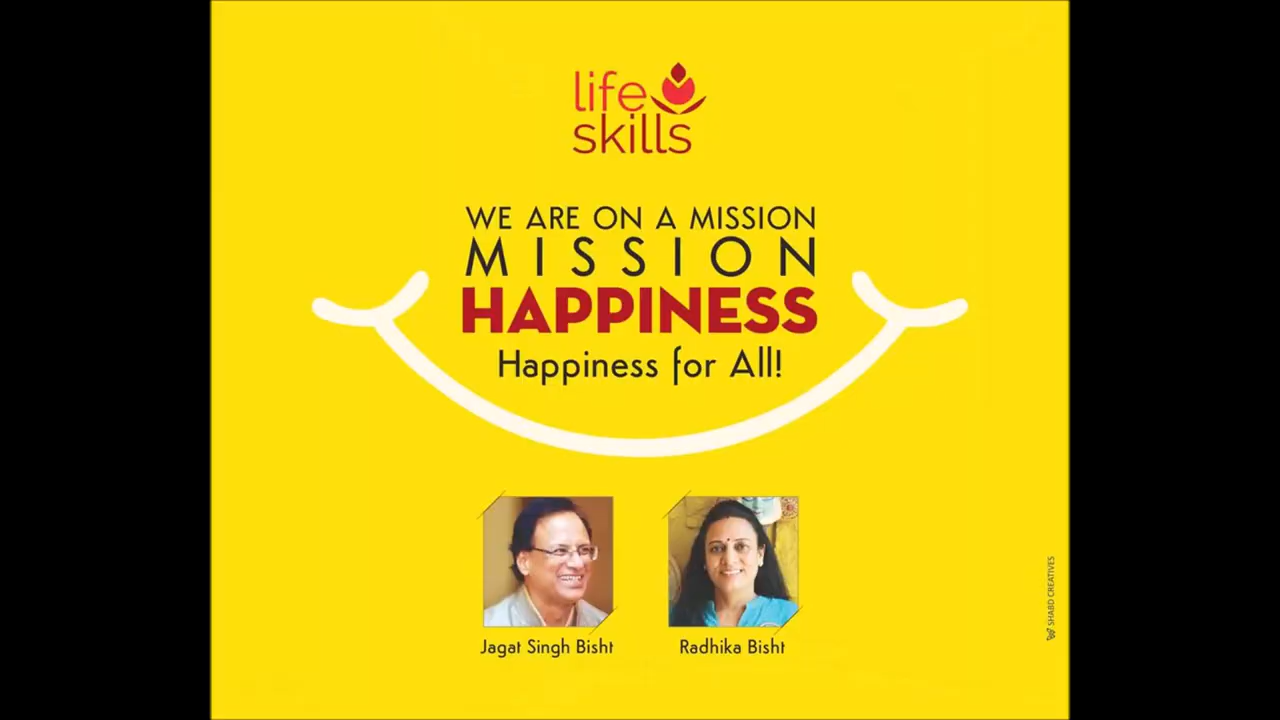 life
skills
WE ARE ON A MISSION
MISSION
HAPPINESS
Happiness for All!
Jagat Singh Bisht
Radhika Bisht
SHABD CREATIVES